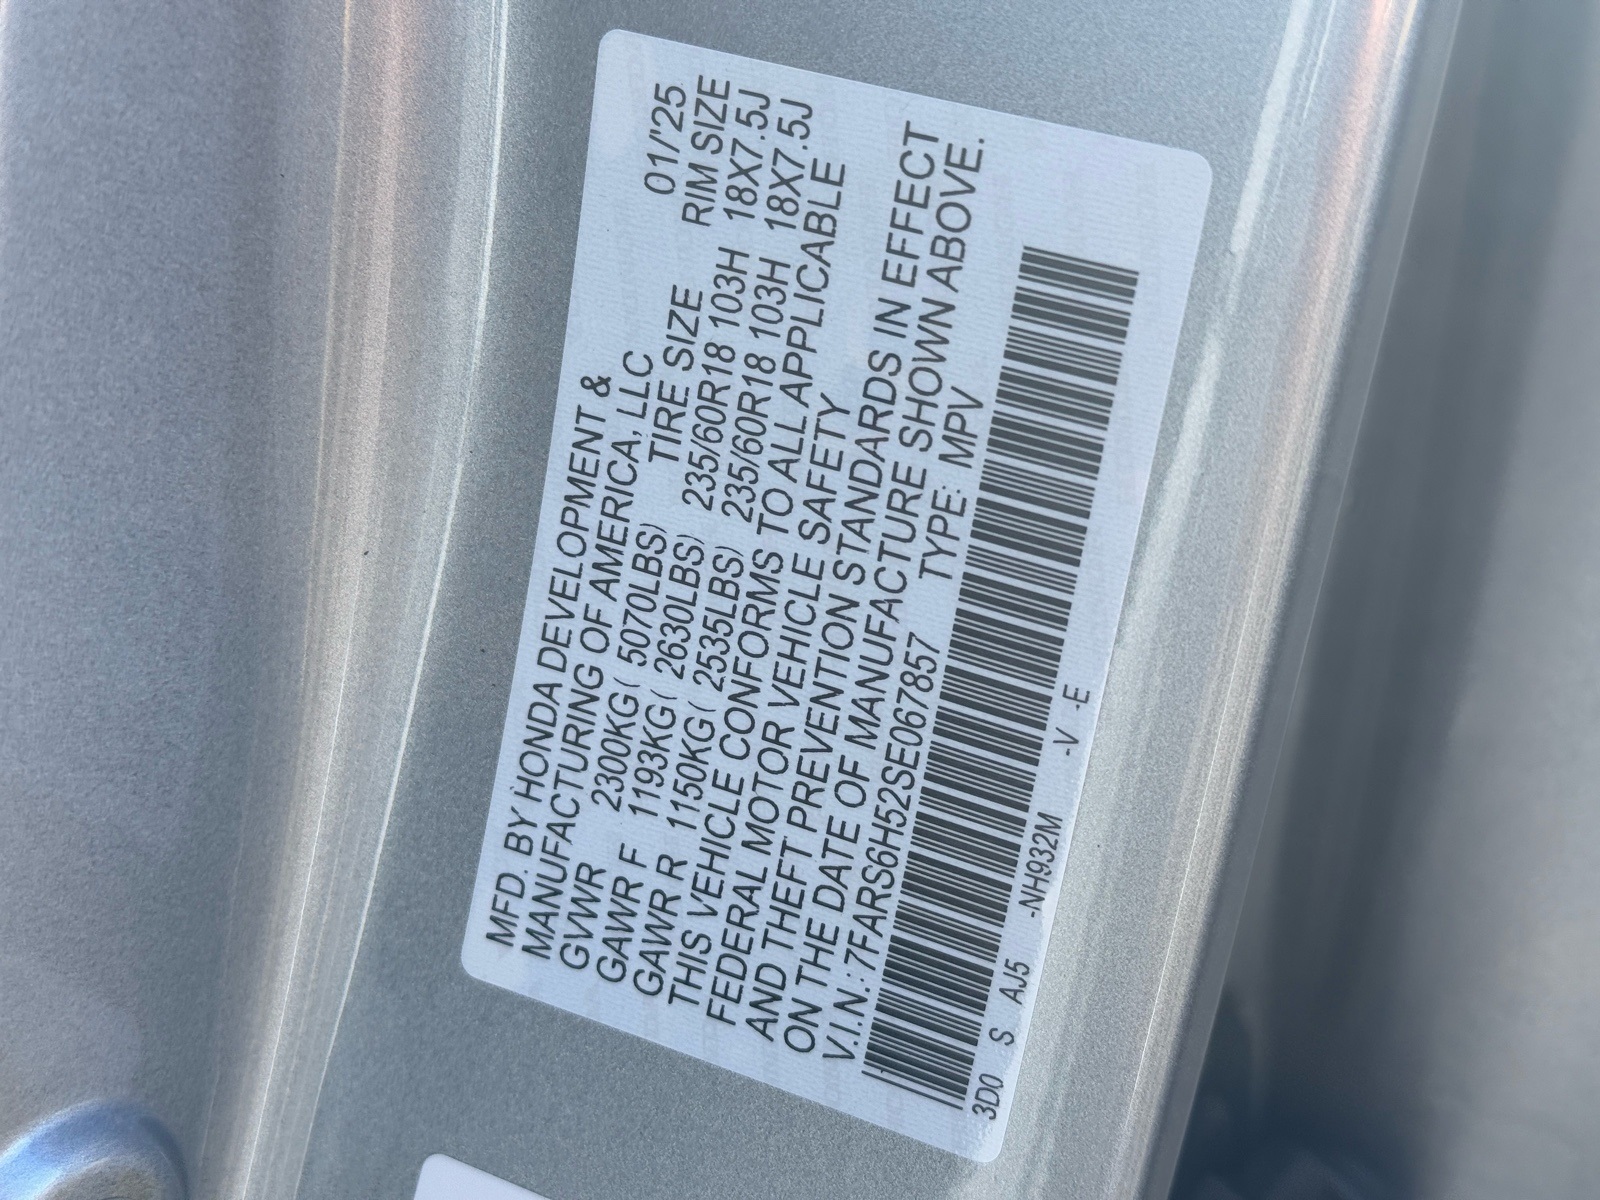 MFD. BY HONDA DEVELOPMENT &
MANUFACTURING OF AMERICA, LLC 01/'25
GVWR 2300KG( 5070LBS) TIRE SIZE RIM SIZE
GAWR F 1193KG( 2630LBS) 235/60R18 103H 18X7.5J
GAWR R 1150KG( 2535LBS) 235/60R18 103H 18X7.5J
THIS VEHICLE CONFORMS TO ALL APPLICABLE
FEDERAL MOTOR VEHICLE SAFETY
AND THEFT PREVENTION STANDARDS IN EFFECT
ON THE DATE OF MANUFACTURE SHOWN ABOVE.
V.I.N.: 7FARS6H52SE067857 TYPE: MPV
3D0 S AJ5 -NH932M -V -E